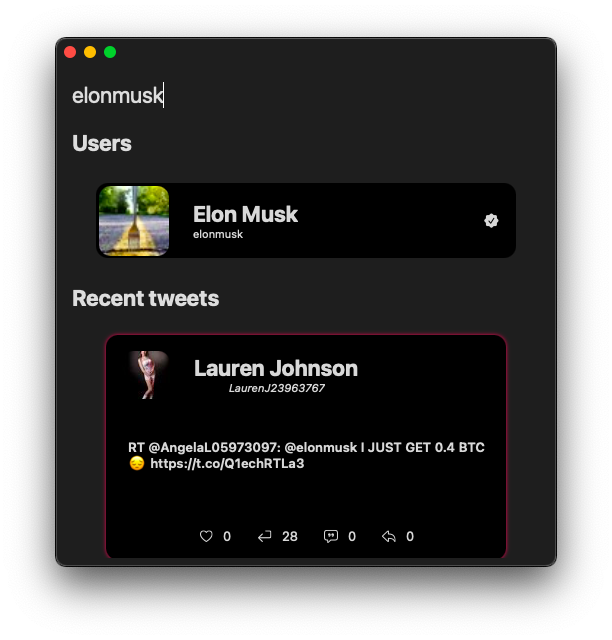 elonmusk
Users
Elon Musk
elonmusk
Recent tweets
Lauren Johnson
LaurenJ23963767
RT @AngelaL05973097: @elonmusk I JUST GET 0.4 BTC
😔 https://t.co/Q1echRTLa3
0 28 0 0